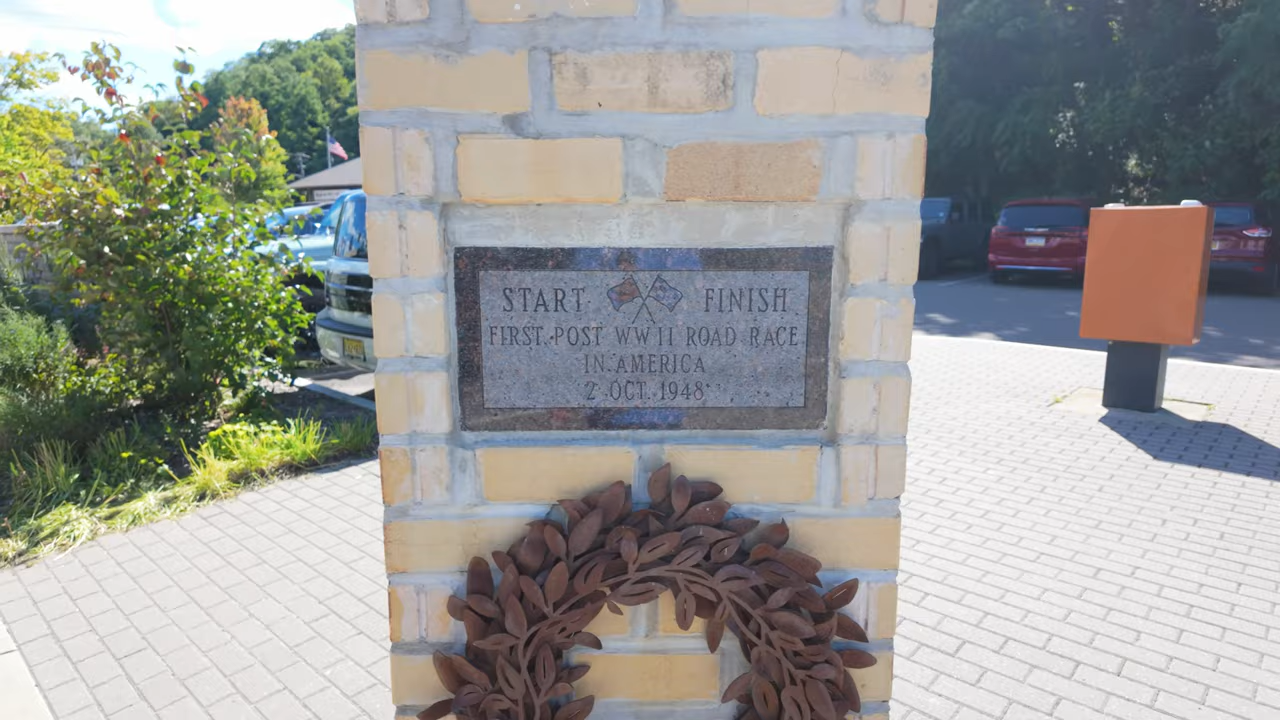 START FINISH
FIRST POST WW II ROAD RACE
IN AMERICA
2 OCT. 1948